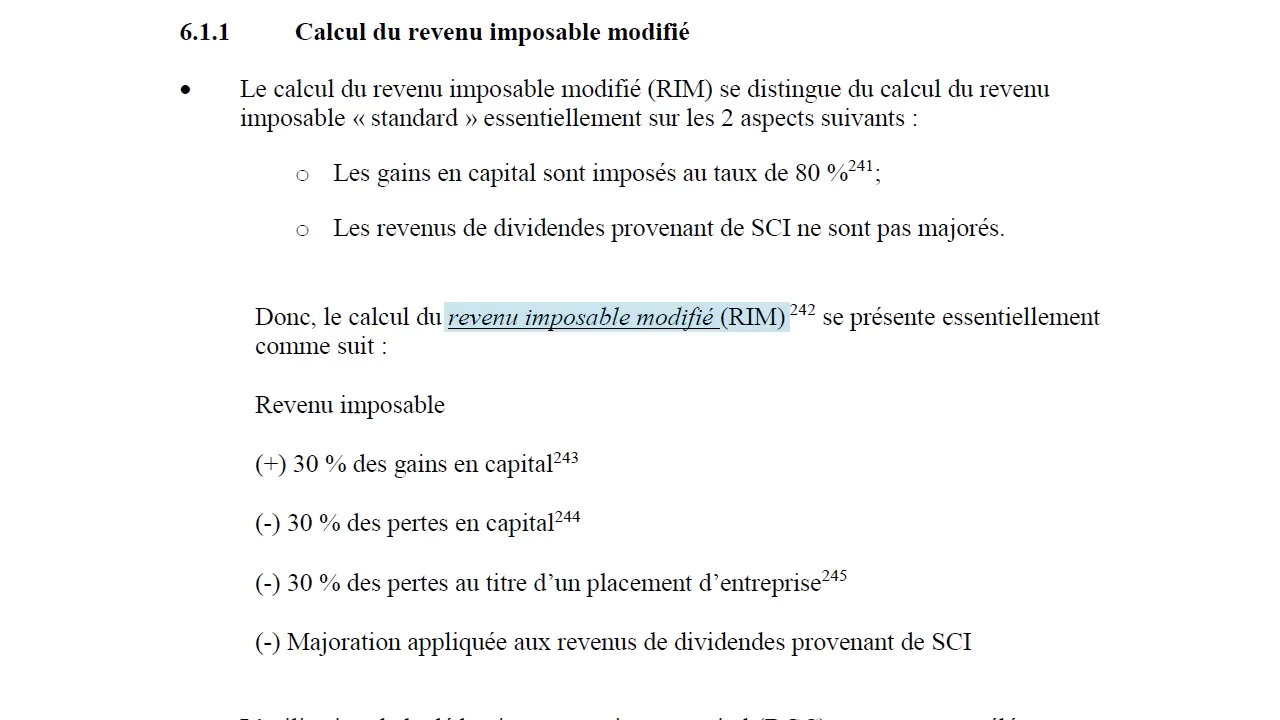 6.1.1 Calcul du revenu imposable modifié
• Le calcul du revenu imposable modifié (RIM) se distingue du calcul du revenu
imposable « standard » essentiellement sur les 2 aspects suivants :
o Les gains en capital sont imposés au taux de 80 %241;
o Les revenus de dividendes provenant de SCI ne sont pas majorés.
Donc, le calcul du revenu imposable modifié (RIM)242 se présente essentiellement
comme suit :
Revenu imposable
(+) 30 % des gains en capital243
(-) 30 % des pertes en capital244
(-) 30 % des pertes au titre d’un placement d’entreprise245
(-) Majoration appliquée aux revenus de dividendes provenant de SCI